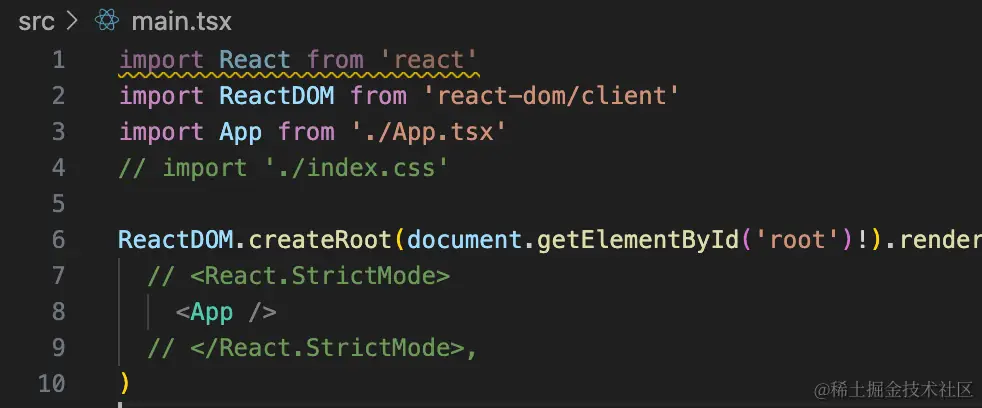 src > main.tsx
1 import React from 'react'
2 import ReactDOM from 'react-dom/client'
3 import App from './App.tsx'
4 // import './index.css'
5
6 ReactDOM.createRoot(document.getElementById('root')!).render
7 // <React.StrictMode>
8 <App />
9 // </React.StrictMode>,
10 )
@稀土掘金技术社区